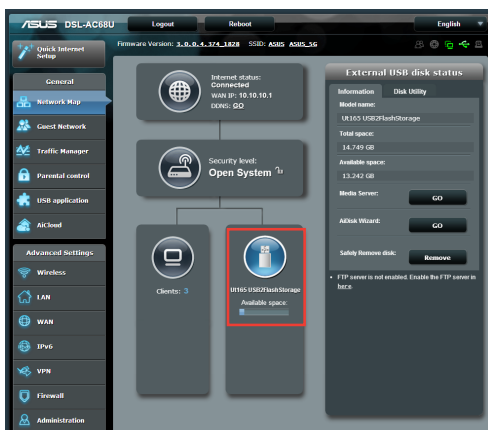 ASUS DSL-AC68U Logout Reboot English
Quick Internet Setup
Firmware Version: 3.0.0.4.374_1828 SSID: ASUS ASUS_5G
General
Network Map
Guest Network
Traffic Manager
Parental control
USB application
AiCloud
Advanced Settings
Wireless
LAN
WAN
IPv6
VPN
Firewall
Administration
Internet status:
Connected
WAN IP: 10.10.10.1
DDNS: GO
Security level:
Open System
Clients: 3
Ut165 USB2FlashStorage
Available space:
External USB disk status
Information Disk Utility
Model name:
Ut165 USB2FlashStorage
Total space:
14.749 GB
Available space:
13.242 GB
Media Server: GO
AiDisk Wizard: GO
Safely Remove disk: Remove
• FTP server is not enabled. Enable the FTP server in
here.